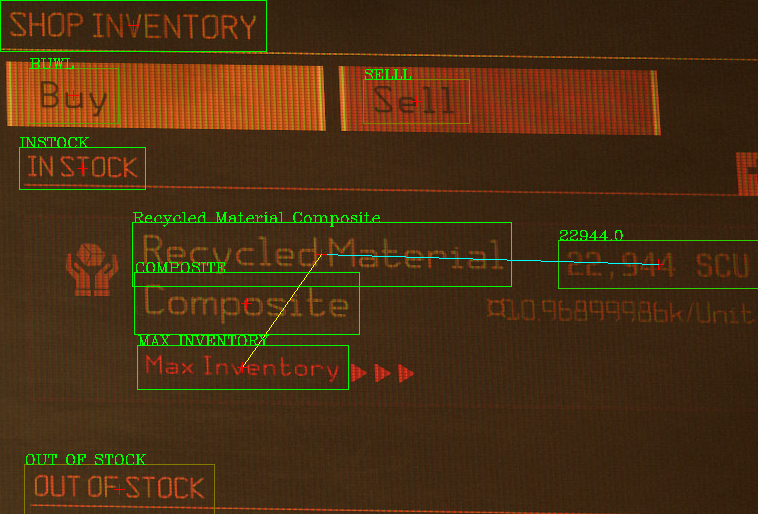 SHOP INVENTORY
BUWL
SELLL
Buy
Sell
INSTOCK
IN STOCK
Recycled Material Composite
22944.0
Recycled Material
22,944 SCU
COMPOSITE
Composite
¤10.96899986k/Unit
MAX INVENTORY
Max Inventory
OUT OF STOCK
OUT OF STOCK